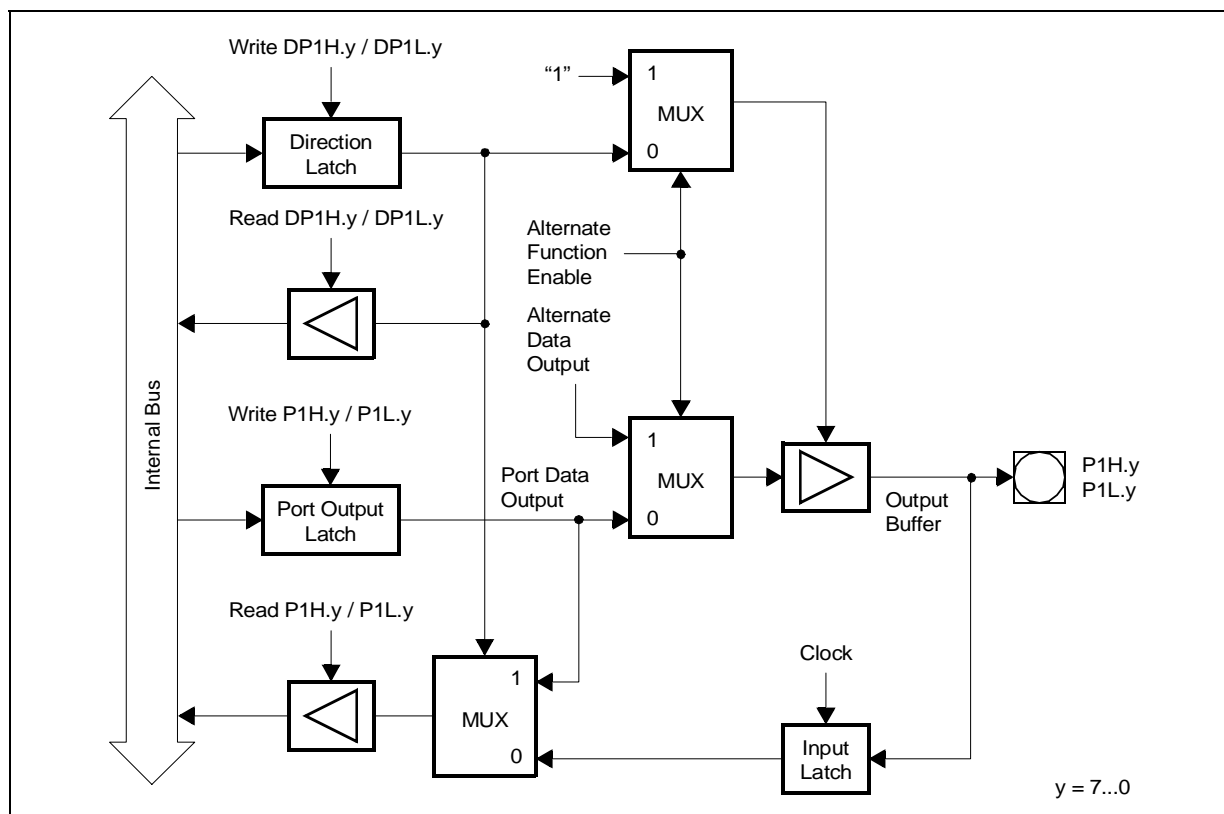 Write DP1H.y / DP1L.y
“1”
1
MUX
0
Direction
Latch
Read DP1H.y / DP1L.y
Alternate
Function
Enable
Alternate
Data
Output
Internal Bus
Write P1H.y / P1L.y
1
MUX
0
Port Data
Output
Port Output
Latch
P1H.y
P1L.y
Output
Buffer
Read P1H.y / P1L.y
Clock
1
MUX
0
Input
Latch
y = 7...0